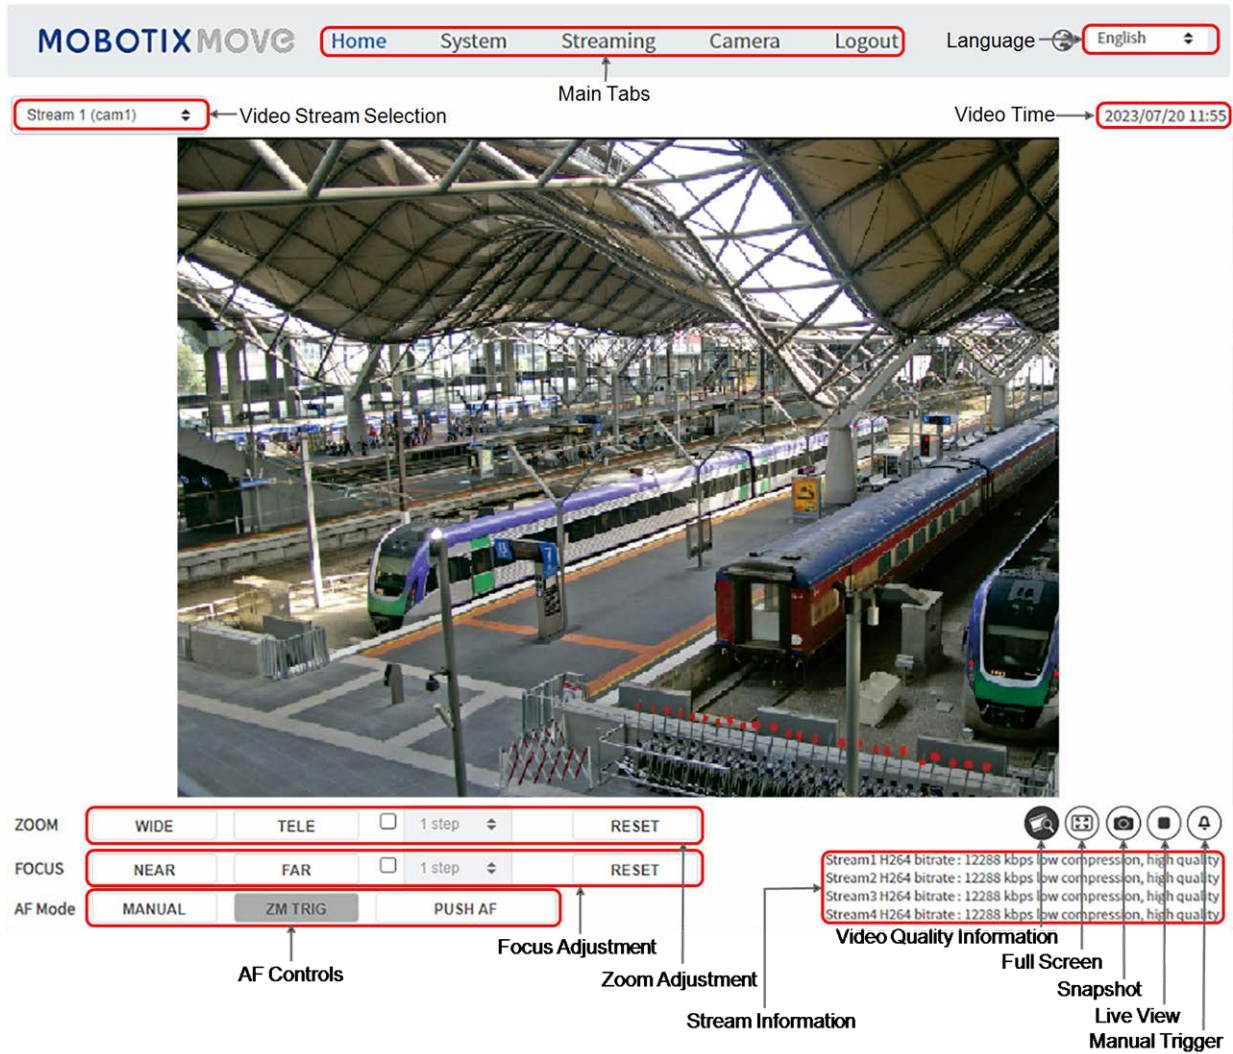 MOBOTIX MOVE
Home System Streaming Camera Logout
Language
English
Main Tabs
Stream 1 (cam1)
Video Stream Selection
Video Time
2023/07/20 11:55
ZOOM WIDE TELE 1 step RESET
FOCUS NEAR FAR 1 step RESET
AF Mode MANUAL ZM TRIG PUSH AF
Stream1 H264 bitrate : 12288 kbps low compression, high quality
Stream2 H264 bitrate : 12288 kbps low compression, high quality
Stream3 H264 bitrate : 12288 kbps low compression, high quality
Stream4 H264 bitrate : 12288 kbps low compression, high quality
Video Quality Information
Focus Adjustment
Full Screen
AF Controls
Zoom Adjustment
Snapshot
Live View
Stream Information
Manual Trigger